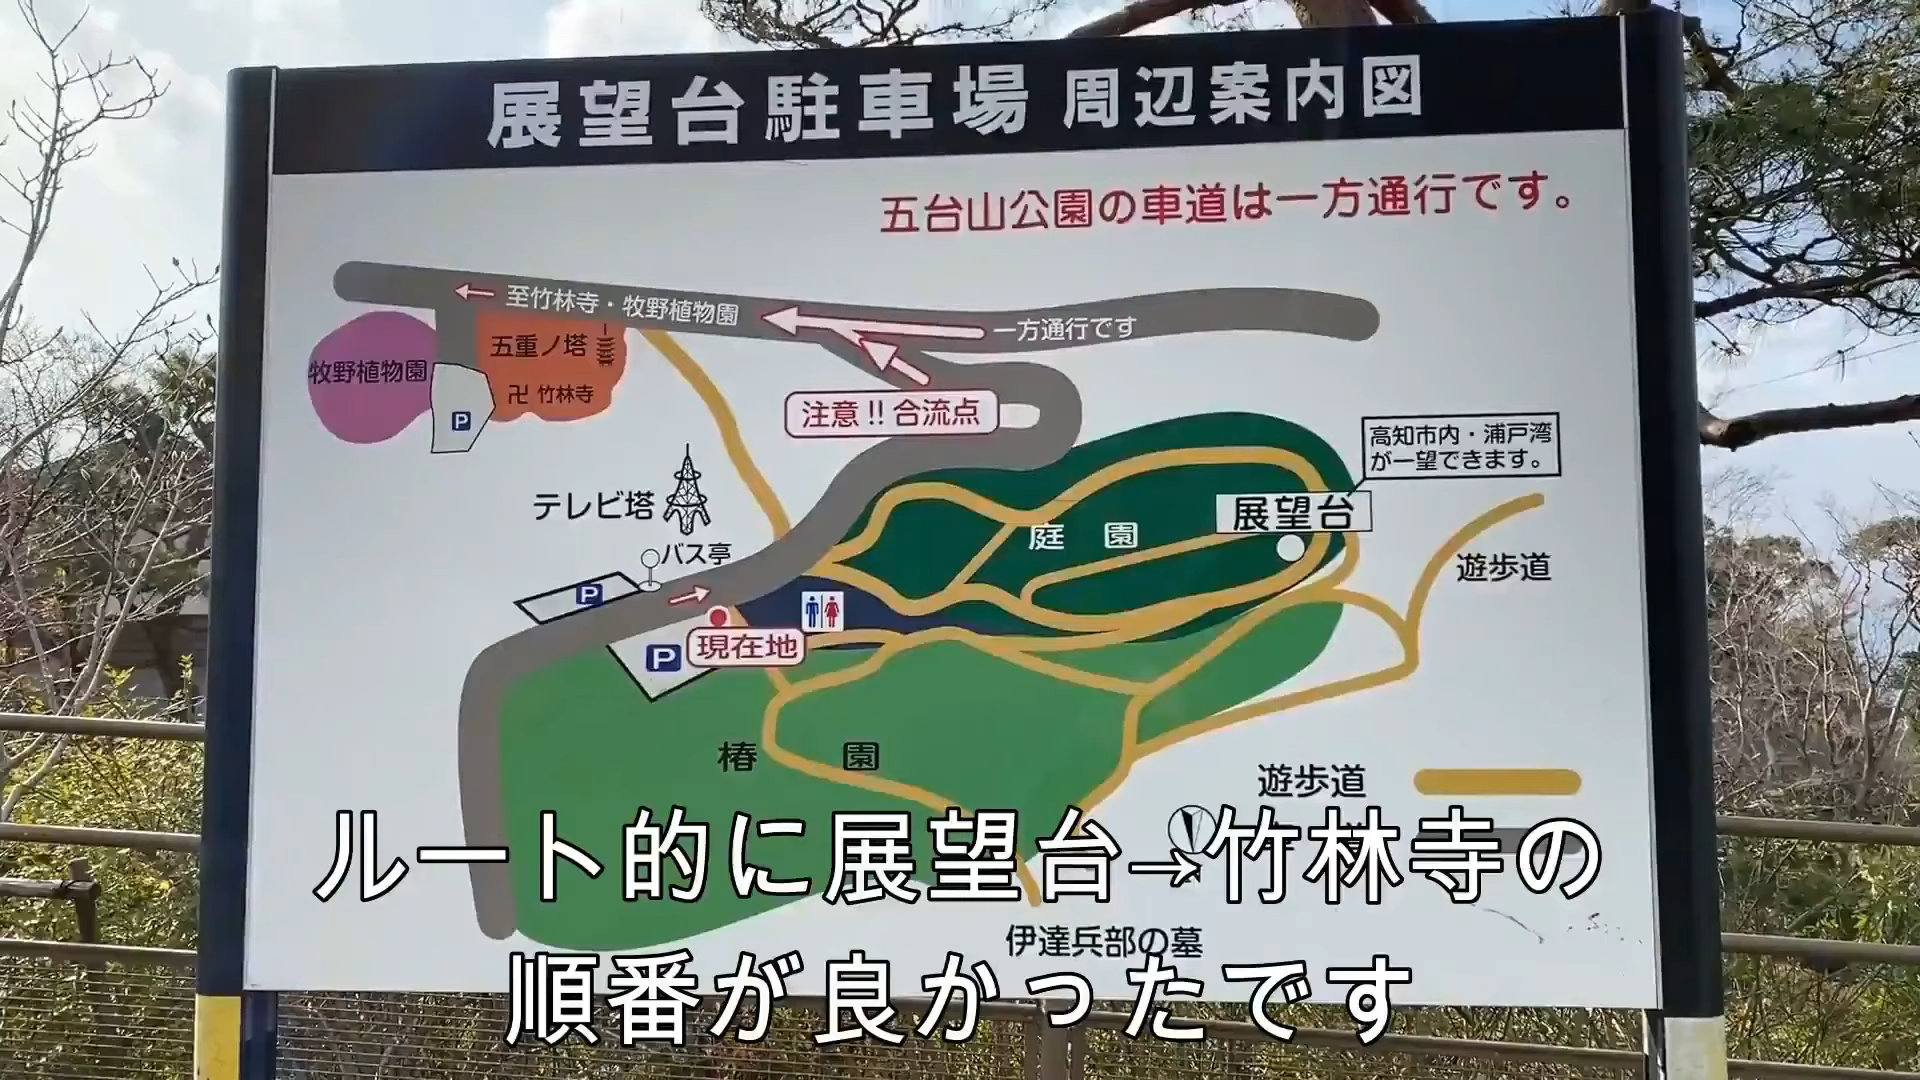 展望台駐車場 周辺案内図
五台山公園の車道は一方通行です。
至竹林寺・牧野植物園
一方通行です
五重ノ塔
牧野植物園
卍 竹林寺
P
注意!! 合流点
高知市内・浦戸湾
が一望できます。
展望台
テレビ塔
庭 園
バス亭
遊歩道
P
現在地
P
椿 園
遊歩道
ルート的に展望台→竹林寺の
伊達兵部の墓
順番が良かったです